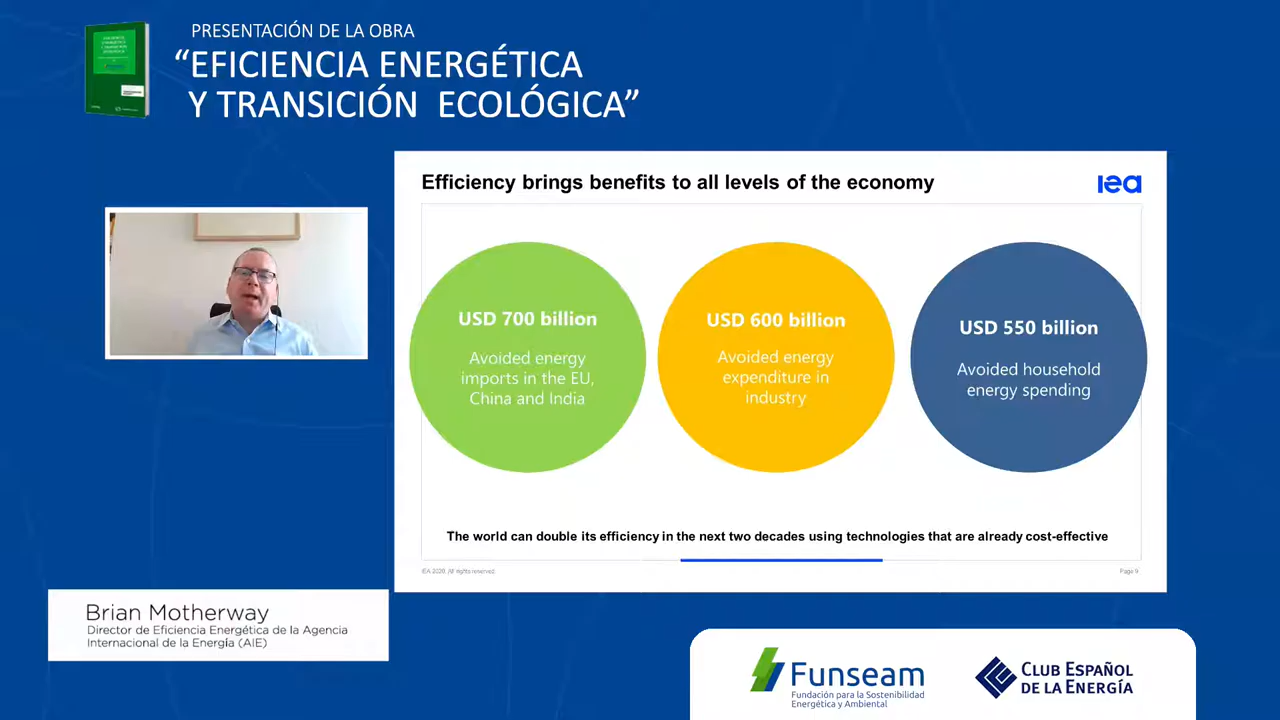 PRESENTACIÓN DE LA OBRA
“EFICIENCIA ENERGÉTICA
Y TRANSICIÓN ECOLÓGICA”
Efficiency brings benefits to all levels of the economy
iea
USD 700 billion
Avoided energy
imports in the EU,
China and India
USD 600 billion
Avoided energy
expenditure in
industry
USD 550 billion
Avoided household
energy spending
The world can double its efficiency in the next two decades using technologies that are already cost-effective
IEA 2020. All rights reserved.
Page 9
Brian Motherway
Director de Eficiencia Energética de la Agencia
Internacional de la Energía (AIE)
Funseam
Fundación para la Sostenibilidad
Energética y Ambiental
CLUB ESPAÑOL
DE LA ENERGÍA